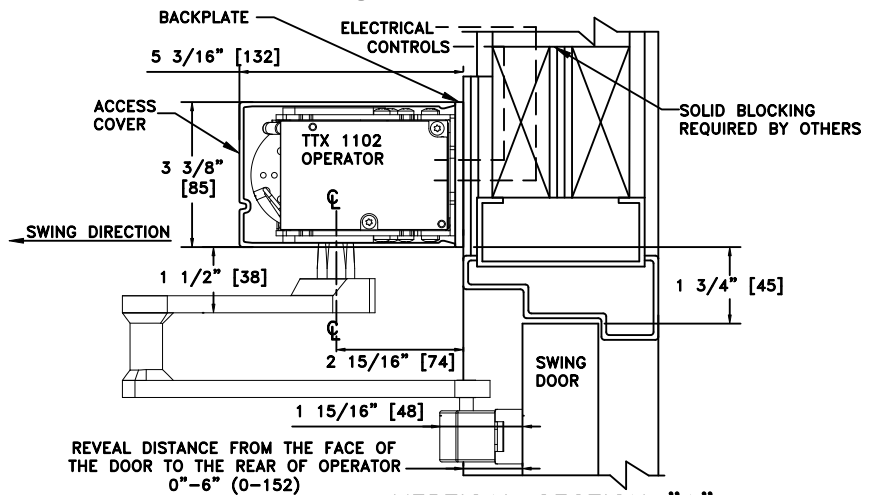 BACKPLATE
ELECTRICAL
CONTROLS
5 3/16" [132]
ACCESS
COVER
SOLID BLOCKING
REQUIRED BY OTHERS
TTX 1102
OPERATOR
3 3/8"
[85]
℄
SWING DIRECTION
1 1/2" [38]
1 3/4" [45]
℄
2 15/16" [74]
SWING
DOOR
1 15/16" [48]
REVEAL DISTANCE FROM THE FACE OF
THE DOOR TO THE REAR OF OPERATOR
0"-6" (0-152)